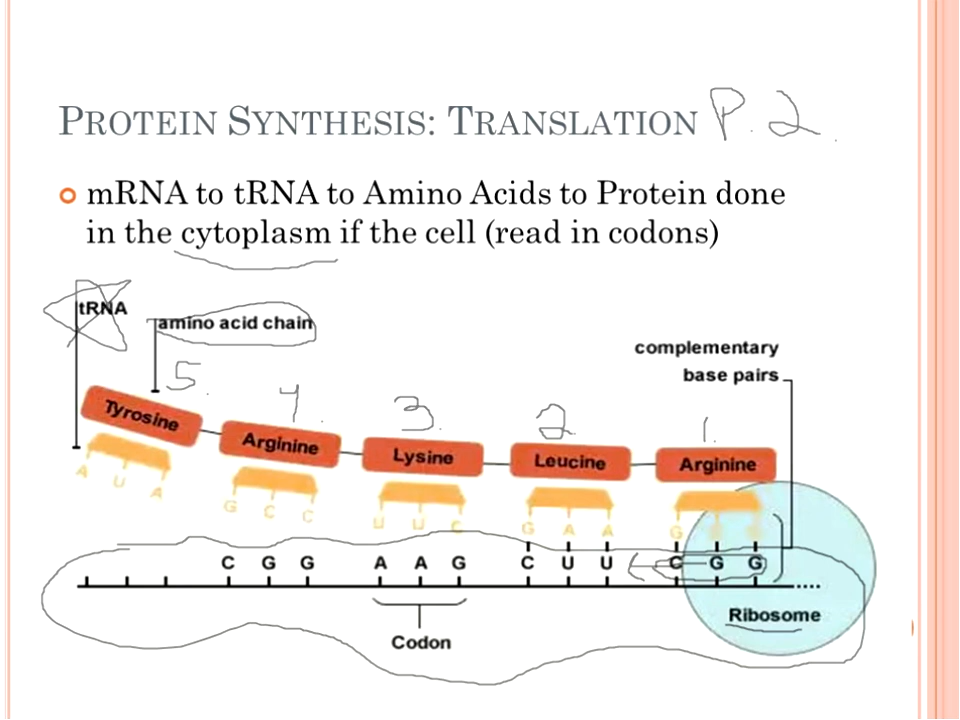 PROTEIN SYNTHESIS: TRANSLATION P. 2.
mRNA to tRNA to Amino Acids to Protein done
in the cytoplasm if the cell (read in codons)
tRNA
amino acid chain
complementary
base pairs
5. 4. 3. 2. 1.
Tyrosine Arginine Lysine Leucine Arginine
A U A G C C U U C G A A G
C G G A A G C U U C G G
Codon
Ribosome